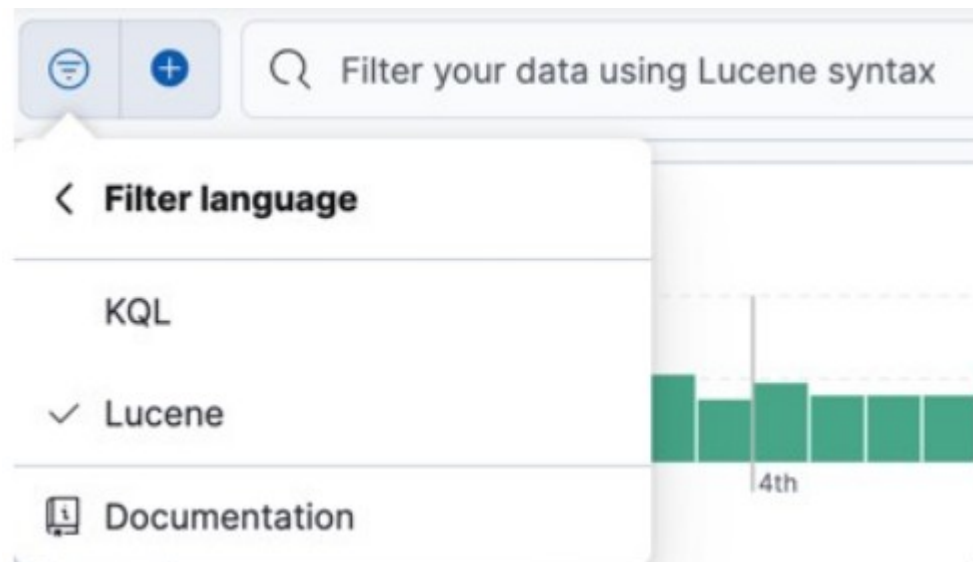 Filter your data using Lucene syntax
Filter language
KQL
Lucene
4th
Documentation